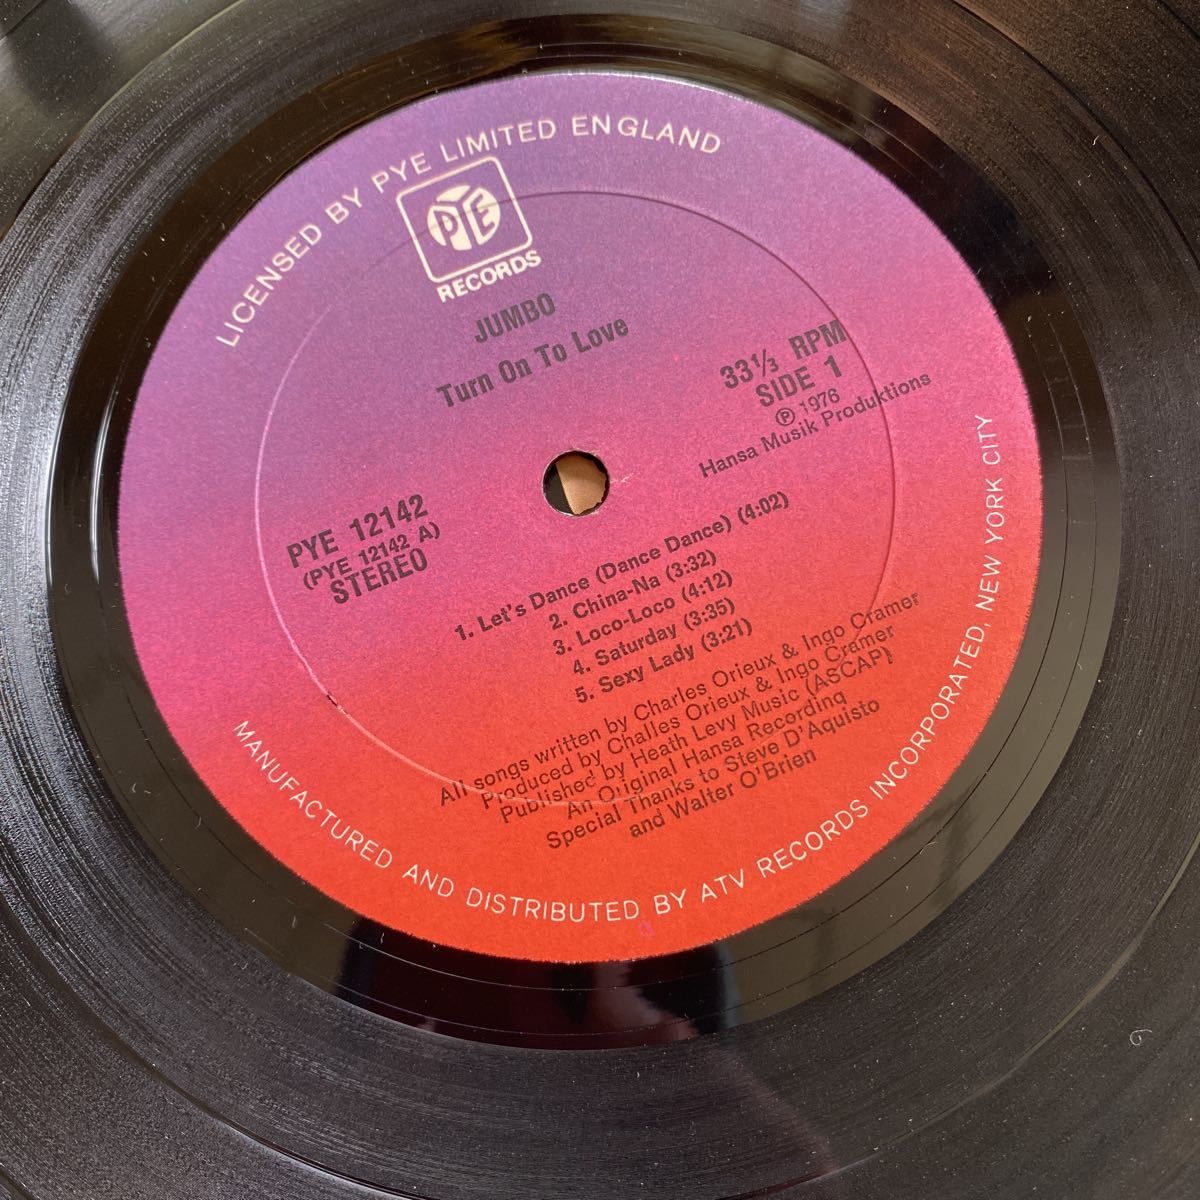 LICENSED BY PYE LIMITED ENGLAND
PYE
RECORDS
JUMBO
Turn On To Love
33⅓ RPM
SIDE 1
℗ 1976
Hansa Musik Produktions
PYE 12142
(PYE 12142 A)
STEREO
1. Let's Dance (Dance Dance) (4:02)
2. China-Na (3:32)
3. Loco-Loco (4:12)
4. Saturday (3:35)
5. Sexy Lady (3:21)
All songs written by Charles Orieux & Ingo Cramer
Produced by Challes Orieux & Ingo Cramer
Published by Heath Levy Music (ASCAP)
An Original Hansa Recording
Special Thanks to Steve D'Aquisto
and Walter O'Brien
MANUFACTURED AND DISTRIBUTED BY ATV RECORDS INCORPORATED, NEW YORK CITY